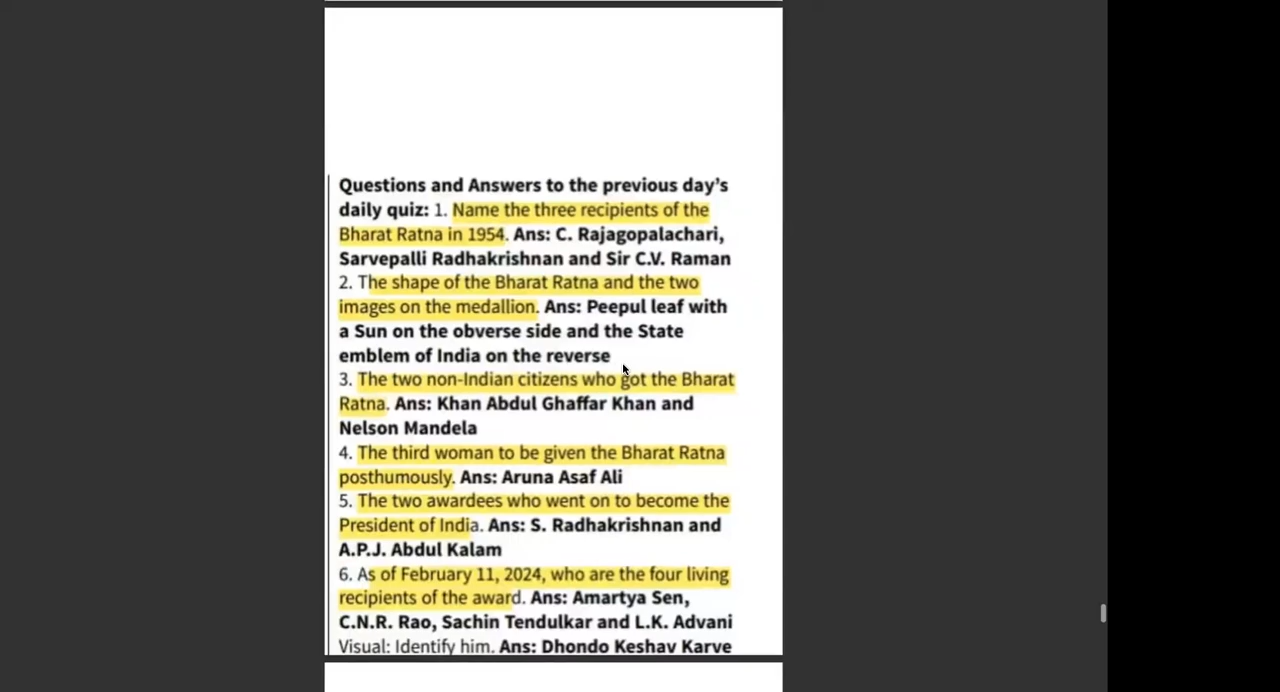 Questions and Answers to the previous day’s
daily quiz: 1. Name the three recipients of the
Bharat Ratna in 1954. Ans: C. Rajagopalachari,
Sarvepalli Radhakrishnan and Sir C.V. Raman
2. The shape of the Bharat Ratna and the two
images on the medallion. Ans: Peepul leaf with
a Sun on the obverse side and the State
emblem of India on the reverse
3. The two non-Indian citizens who got the Bharat
Ratna. Ans: Khan Abdul Ghaffar Khan and
Nelson Mandela
4. The third woman to be given the Bharat Ratna
posthumously. Ans: Aruna Asaf Ali
5. The two awardees who went on to become the
President of India. Ans: S. Radhakrishnan and
A.P.J. Abdul Kalam
6. As of February 11, 2024, who are the four living
recipients of the award. Ans: Amartya Sen,
C.N.R. Rao, Sachin Tendulkar and L.K. Advani
Visual: Identify him. Ans: Dhondo Keshav Karve